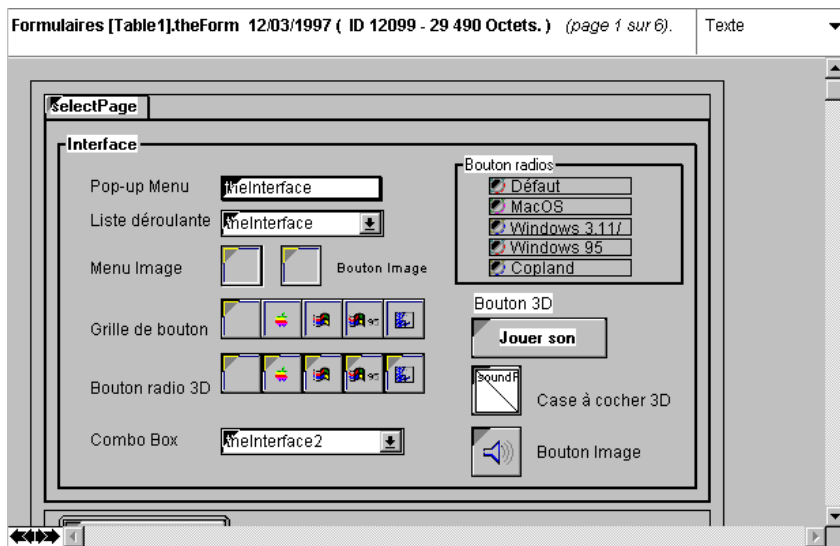 Formulaires [Table1].theForm 12/03/1997 ( ID 12099 - 29 490 Octets. ) (page 1 sur 6).
Texte
selectPage
Interface
Pop-up Menu
theInterface
Liste déroulante
theInterface
Menu Image
Bouton Image
Grille de bouton
Bouton radio 3D
Combo Box
theInterface2
Bouton radios
Défaut
MacOS
Windows 3.11/
Windows 95
Copland
Bouton 3D
Jouer son
soundF
Case à cocher 3D
Bouton Image